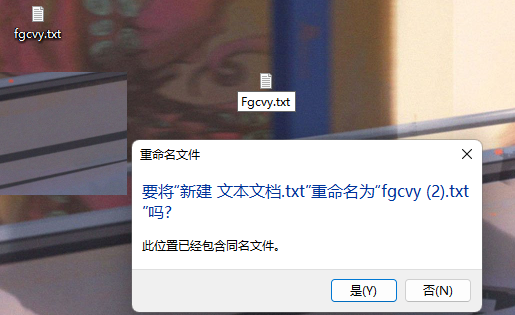 fgcvy.txt
Fgcvy.txt
重命名文件
要将“新建 文本文档.txt”重命名为“fgcvy (2).txt
”吗?
此位置已经包含同名文件。
是(Y)
否(N)